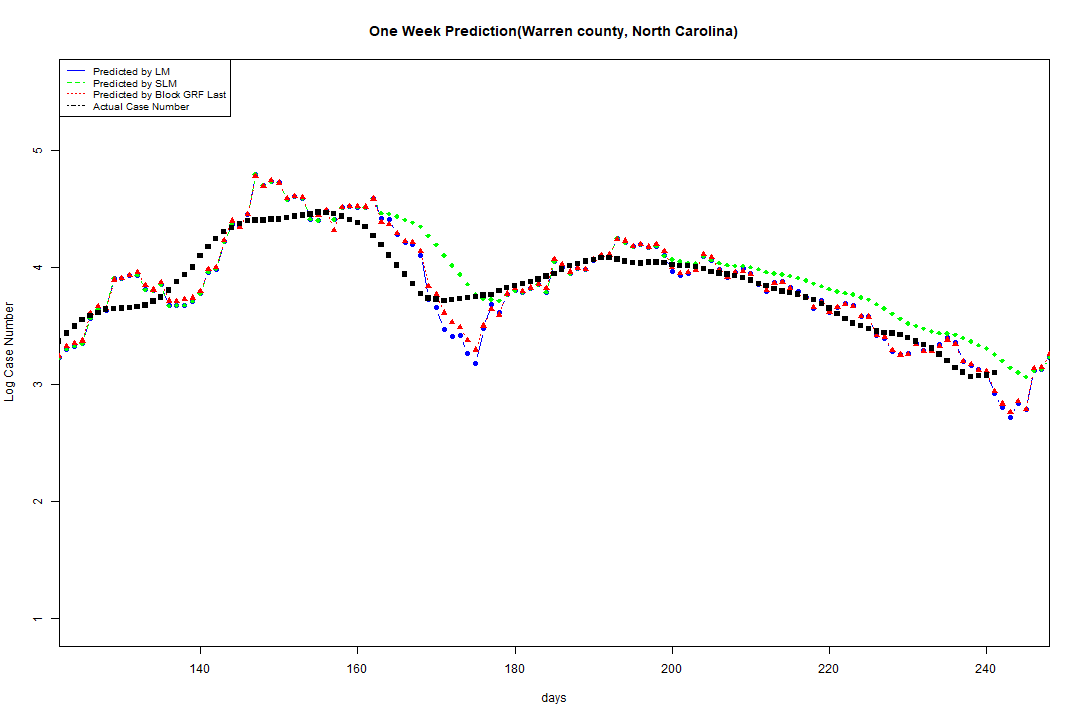 One Week Prediction(Warren county, North Carolina)
Predicted by LM
Predicted by SLM
Predicted by Block GRF Last
Actual Case Number
5
4
3
2
1
Log Case Number
140 160 180 200 220 240
days